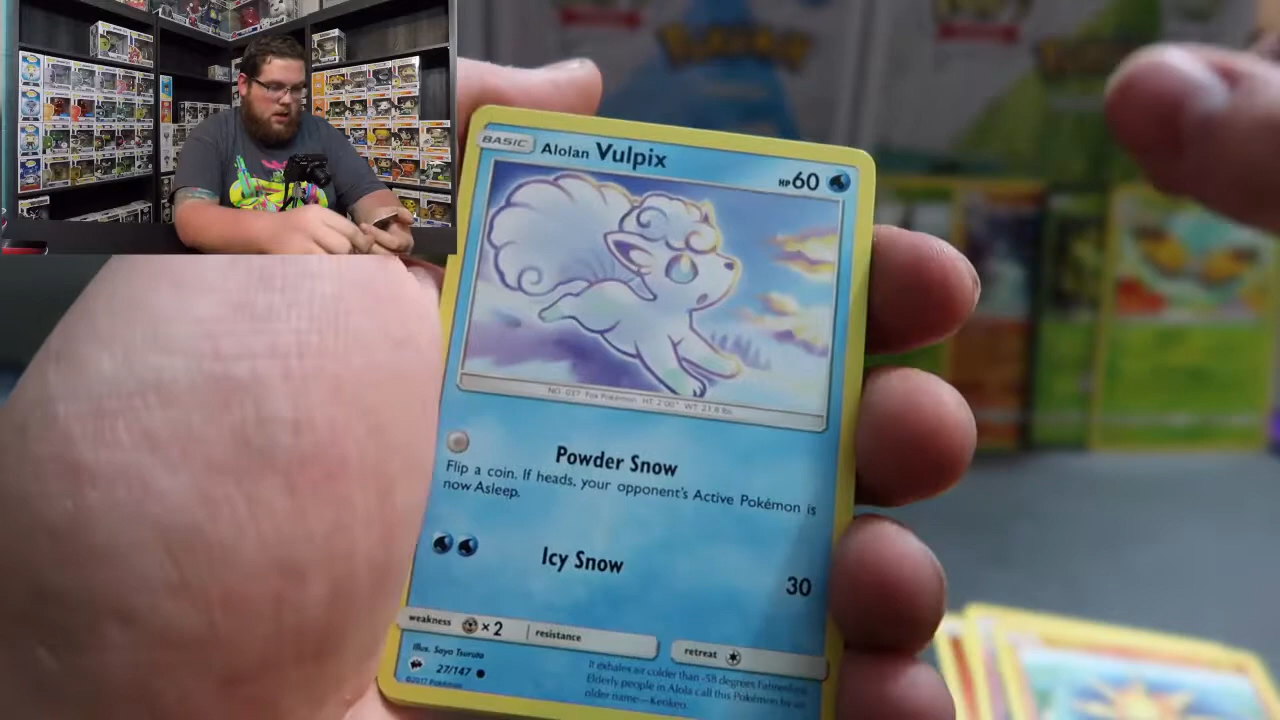 POKéMON
BASIC Alolan Vulpix HP 60
NO. 037 Fox Pokémon HT: 2'00" WT: 21.8 lbs.
Powder Snow
Flip a coin. If heads, your opponent's Active Pokémon is
now Asleep.
Icy Snow
30
weakness ×2 resistance retreat
Illus. Saya Tsuruta
27/147
©2017 Pokémon
It exhales air colder than -58 degrees Fahrenheit.
Elderly people in Alola call this Pokémon by an
older name—Keokeo.